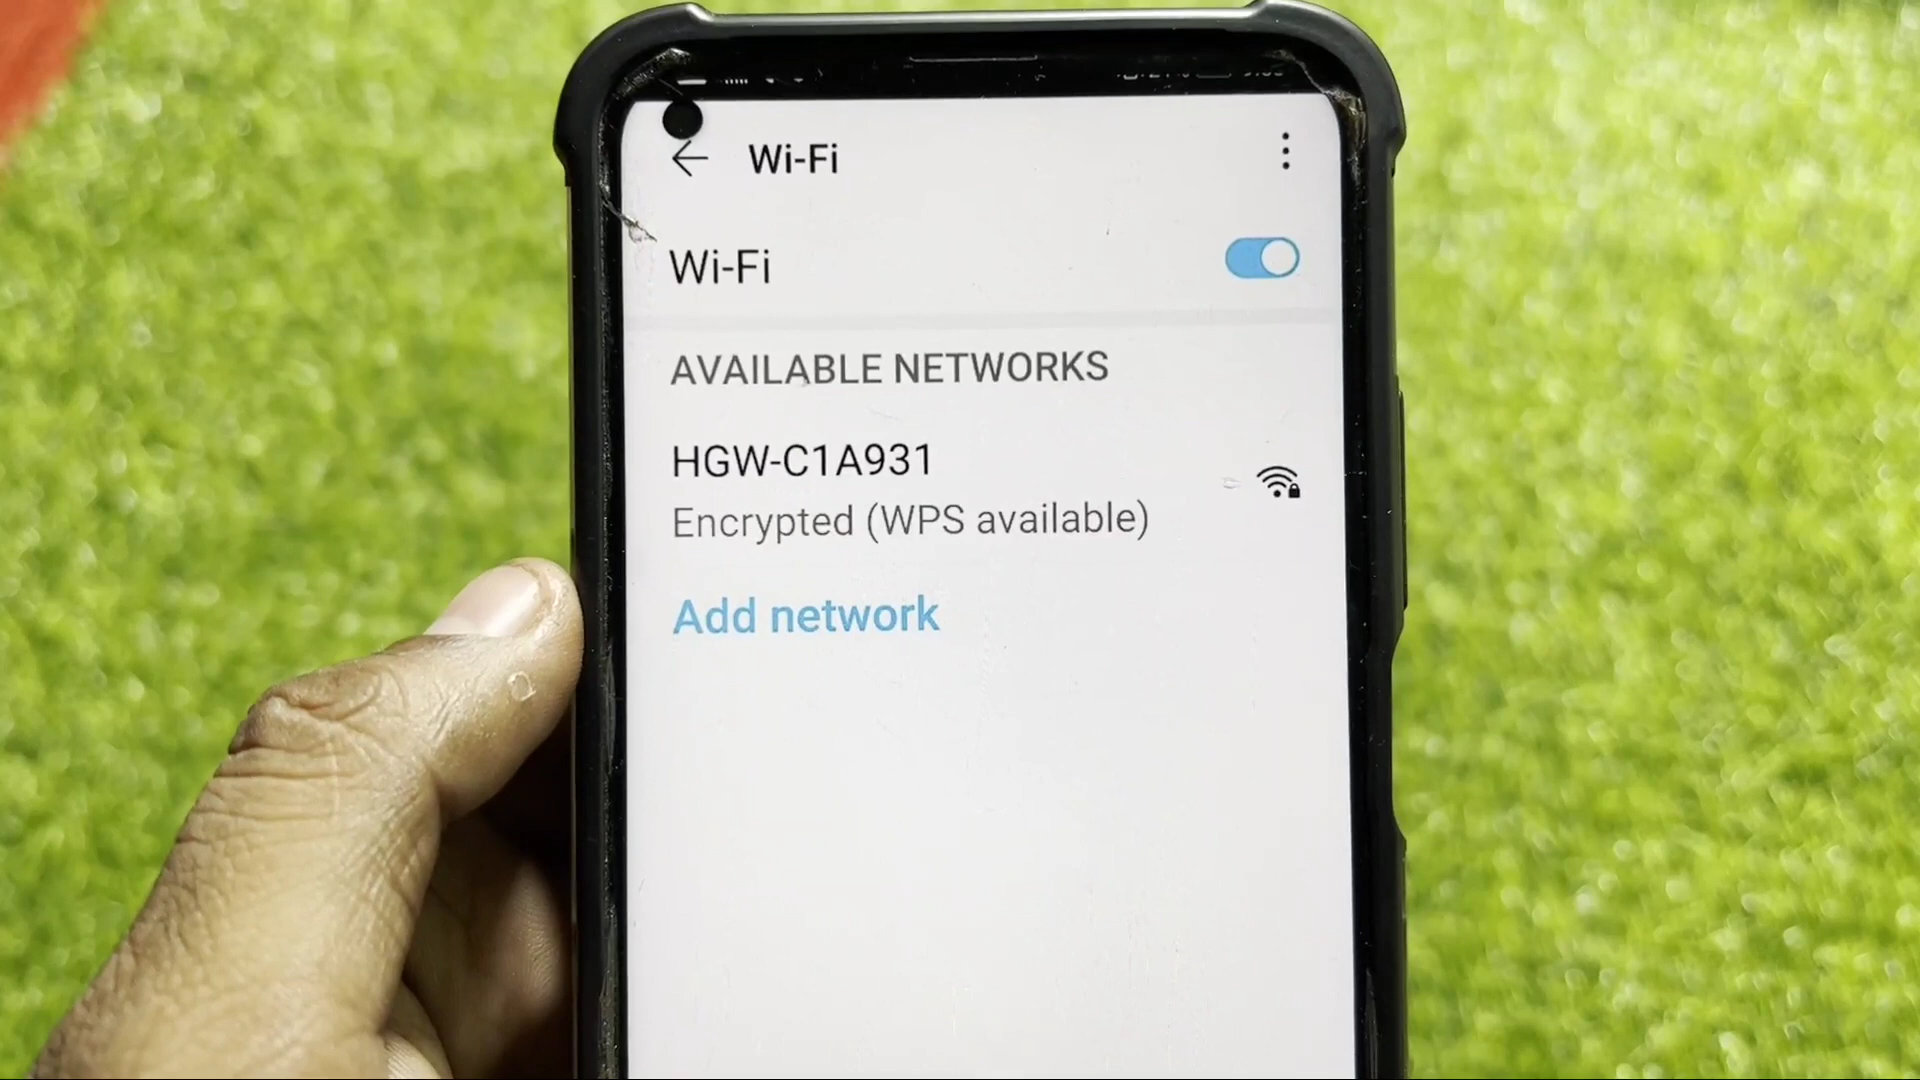 Wi-Fi
Wi-Fi
AVAILABLE NETWORKS
HGW-C1A931
Encrypted (WPS available)
Add network